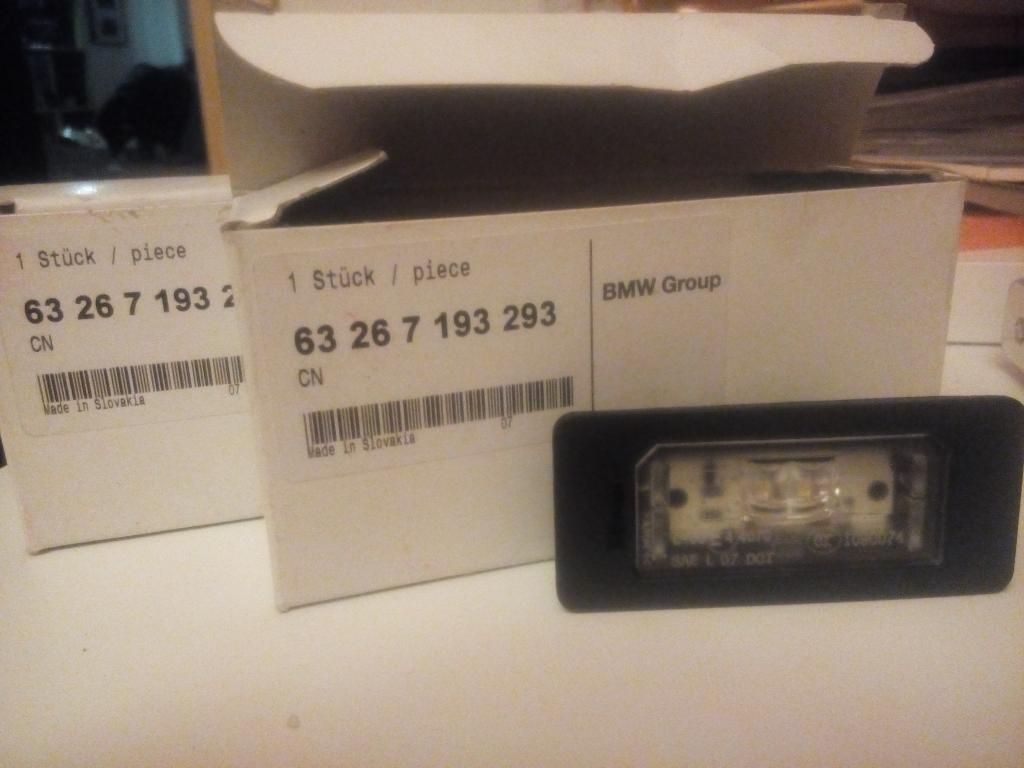 1 Stück / piece
63 26 7 193 2
CN
Made in Slovakia
07
1 Stück / piece
63 26 7 193 293
CN
Made in Slovakia
07
BMW Group
SAE L 07 DOT